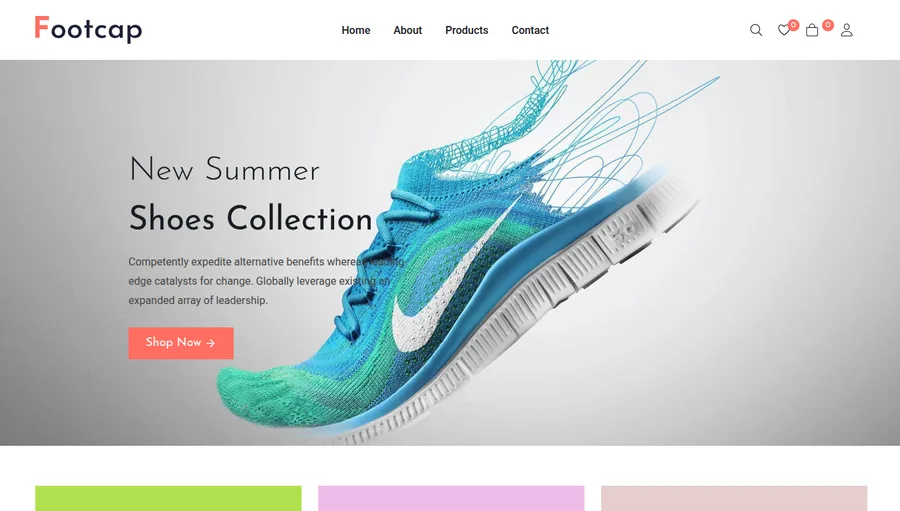 Footcap
Home
About
Products
Contact
0
0
New Summer
Shoes Collection
Competently expedite alternative benefits whereas leading
edge catalysts for change. Globally leverage existing an
expanded array of leadership.
Shop Now →